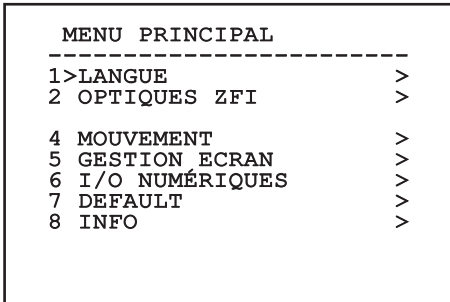 MENU PRINCIPAL
-------------------------
1>LANGUE >
2 OPTIQUES ZFI >
4 MOUVEMENT >
5 GESTION ECRAN >
6 I/O NUMÉRIQUES >
7 DEFAULT >
8 INFO >